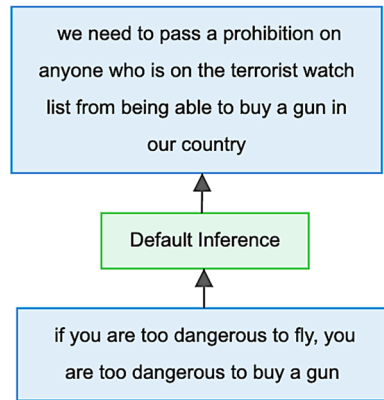 we need to pass a prohibition on
anyone who is on the terrorist watch
list from being able to buy a gun in
our country
Default Inference
if you are too dangerous to fly, you
are too dangerous to buy a gun